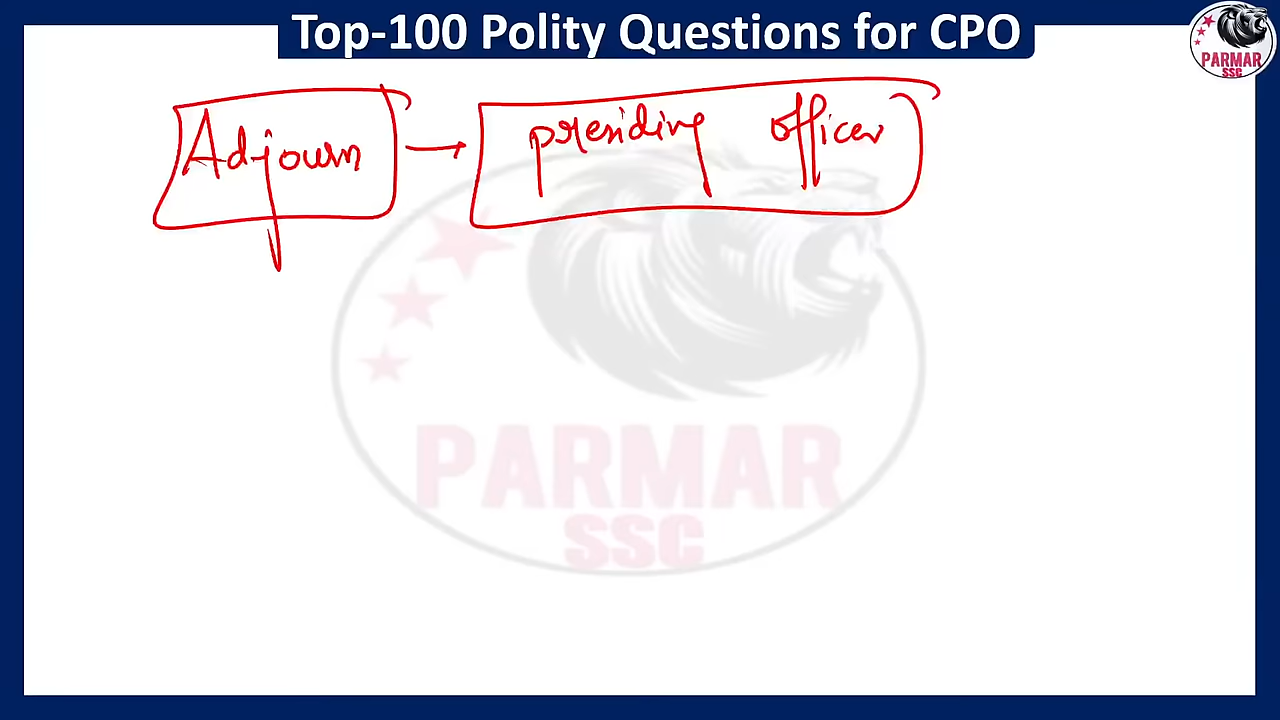 Top-100 Polity Questions for CPO
PARMAR
SSC
Adjourn → presiding officer
PARMAR
SSC